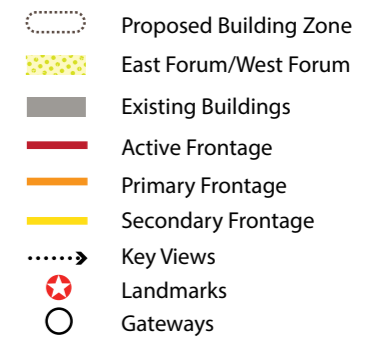 Proposed Building Zone
East Forum/West Forum
Existing Buildings
Active Frontage
Primary Frontage
Secondary Frontage
Key Views
Landmarks
Gateways